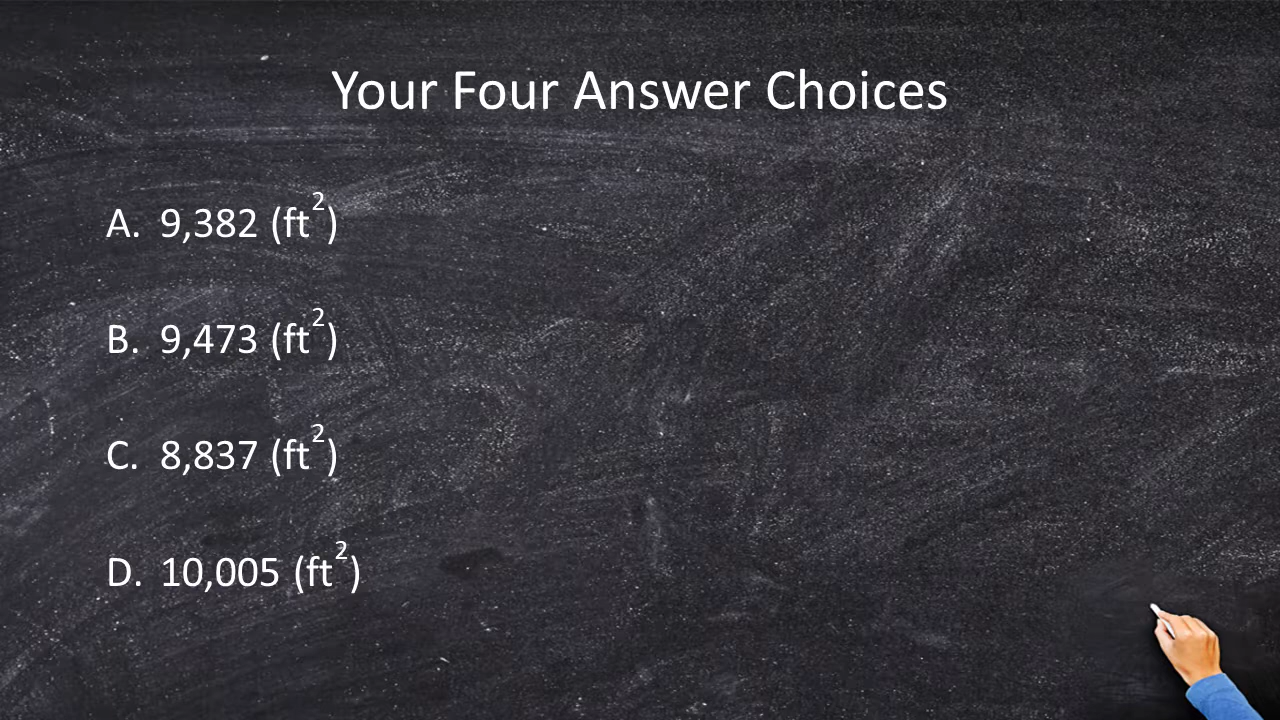 Your Four Answer Choices
A. 9,382 (ft²)
B. 9,473 (ft²)
C. 8,837 (ft²)
D. 10,005 (ft²)